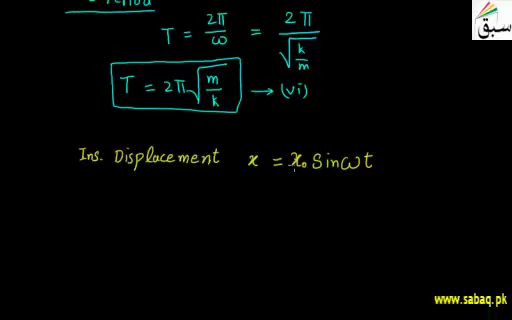 سبق
T = 2π/ω = 2π/√(k/m)
T = 2π√(m/k) → (vi)
Ins. Displacement x = x₀ Sinωt
www.sabaq.pk